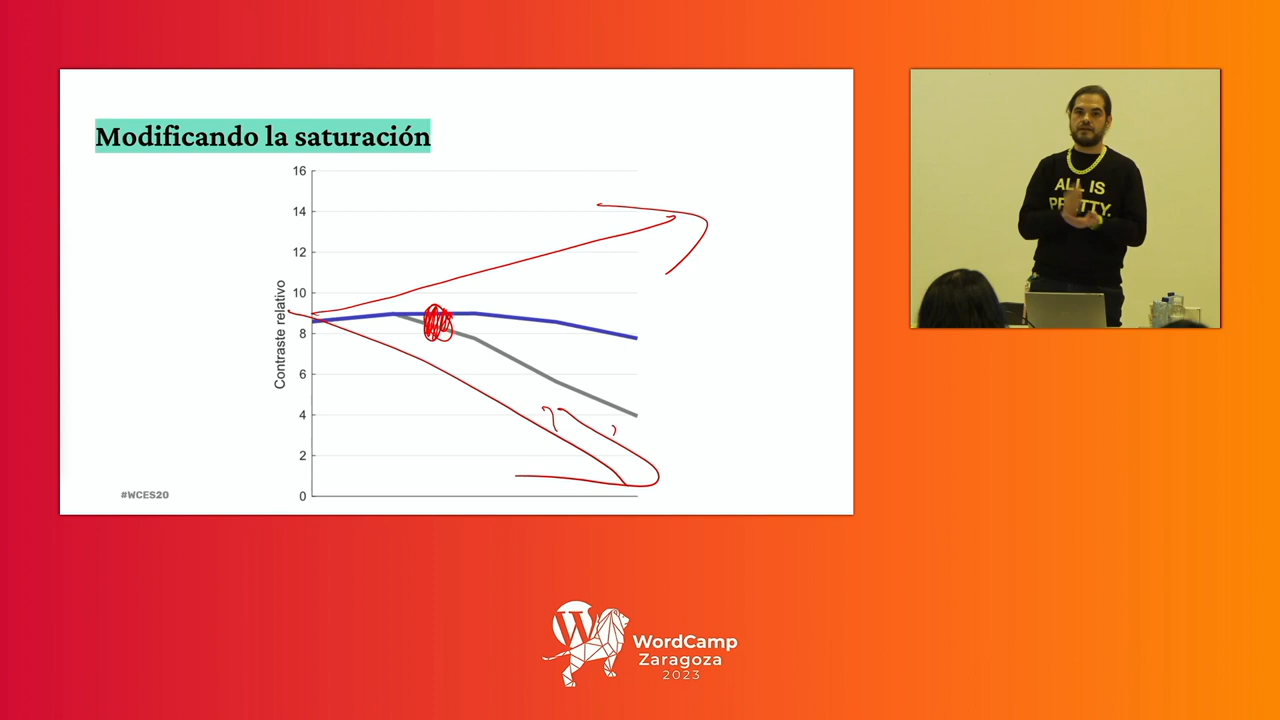 Modificando la saturación
16
14
12
10
8
6
4
2
0
Contraste relativo
#WCES20
ALL IS
PRETTY.
W
WordCamp
Zaragoza
2023